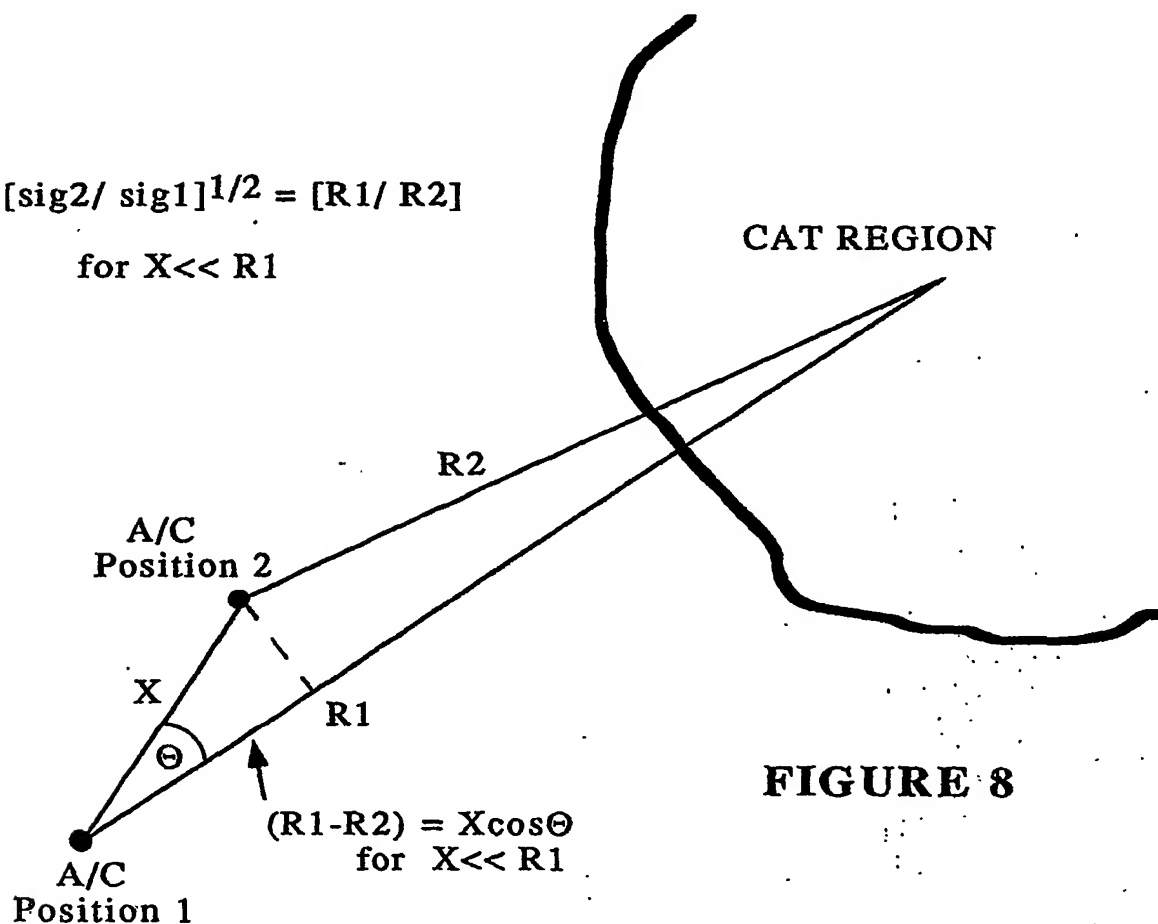 [sig2/ sig1]1/2 = [R1/ R2]
for X<< R1
CAT REGION
R2
A/C
Position 2
X
R1
Θ
FIGURE 8
(R1-R2) = XcosΘ
for X<< R1
A/C
Position 1